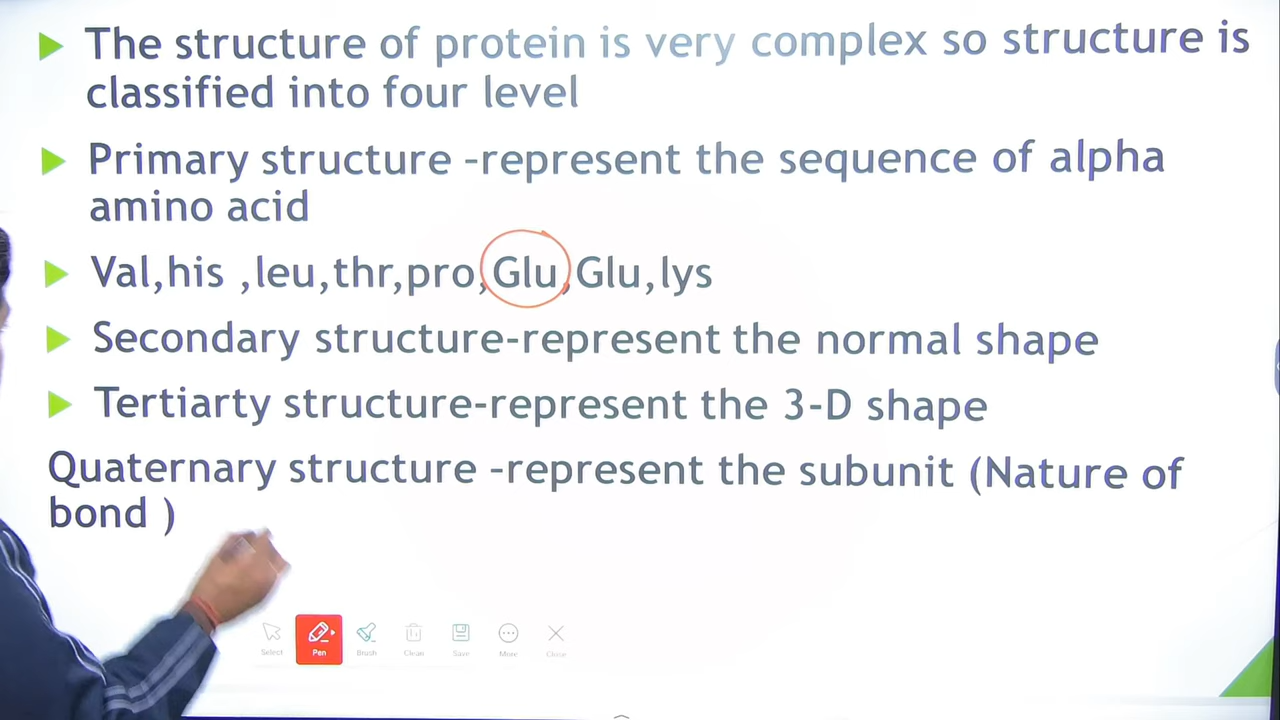 The structure of protein is very complex so structure is
classified into four level
Primary structure -represent the sequence of alpha
amino acid
Val,his ,leu,thr,pro,Glu,Glu,lys
Secondary structure-represent the normal shape
Tertiarty structure-represent the 3-D shape
Quaternary structure -represent the subunit (Nature of
bond )
Select Pen Brush Clean Save More Close